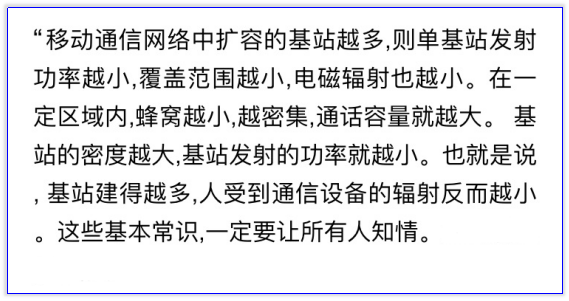 “移动通信网络中扩容的基站越多,则单基站发射
功率越小,覆盖范围越小,电磁辐射也越小。在一
定区域内,蜂窝越小,越密集,通话容量就越大。 基
站的密度越大,基站发射的功率就越小。也就是说
, 基站建得越多,人受到通信设备的辐射反而越小
。这些基本常识,一定要让所有人知情。